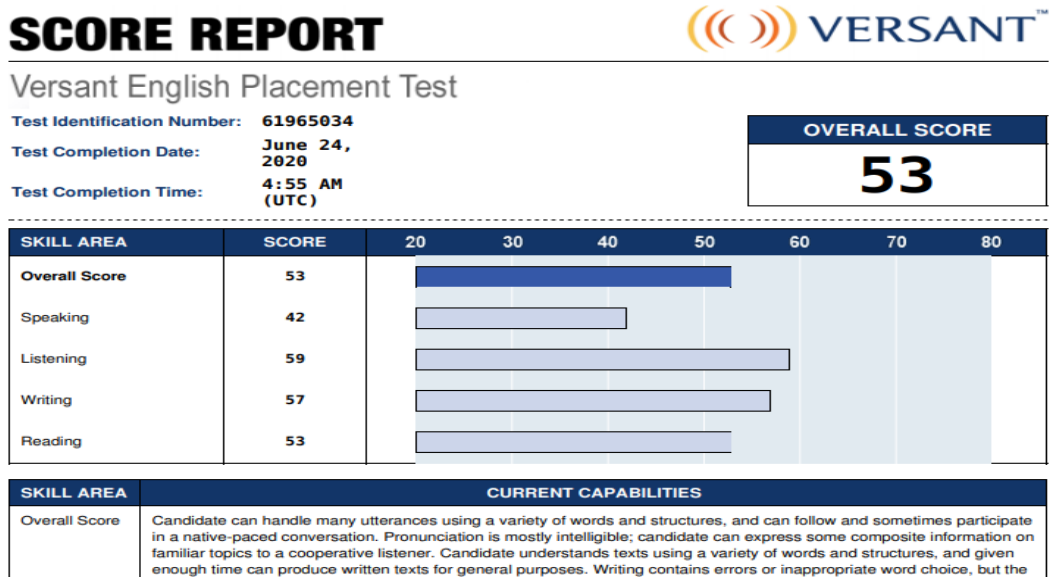 SCORE REPORT
VERSANT™
Versant English Placement Test
Test Identification Number: 61965034
Test Completion Date: June 24,
2020
Test Completion Time: 4:55 AM
(UTC)
OVERALL SCORE
53
SKILL AREA SCORE 20 30 40 50 60 70 80
Overall Score 53
Speaking 42
Listening 59
Writing 57
Reading 53
SKILL AREA CURRENT CAPABILITIES
Overall Score Candidate can handle many utterances using a variety of words and structures, and can follow and sometimes participate
in a native-paced conversation. Pronunciation is mostly intelligible; candidate can express some composite information on
familiar topics to a cooperative listener. Candidate understands texts using a variety of words and structures, and given
enough time can produce written texts for general purposes. Writing contains errors or inappropriate word choice, but the